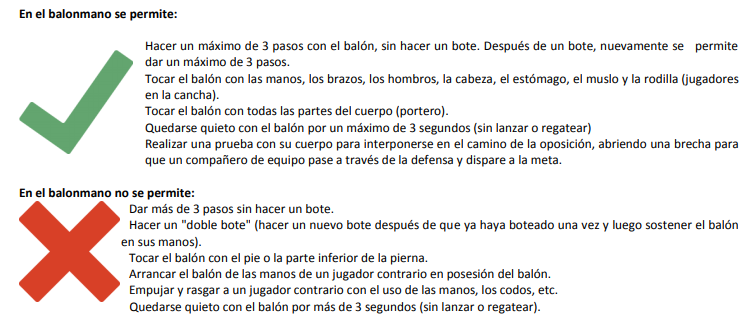 En el balonmano se permite:
Hacer un máximo de 3 pasos con el balón, sin hacer un bote. Después de un bote, nuevamente se permite
dar un máximo de 3 pasos.
Tocar el balón con las manos, los brazos, los hombros, la cabeza, el estómago, el muslo y la rodilla (jugadores
en la cancha).
Tocar el balón con todas las partes del cuerpo (portero).
Quedarse quieto con el balón por un máximo de 3 segundos (sin lanzar o regatear)
Realizar una prueba con su cuerpo para interponerse en el camino de la oposición, abriendo una brecha para
que un compañero de equipo pase a través de la defensa y dispare a la meta.
En el balonmano no se permite:
Dar más de 3 pasos sin hacer un bote.
Hacer un "doble bote" (hacer un nuevo bote después de que ya haya boteado una vez y luego sostener el balón
en sus manos).
Tocar el balón con el pie o la parte inferior de la pierna.
Arrancar el balón de las manos de un jugador contrario en posesión del balón.
Empujar y rasgar a un jugador contrario con el uso de las manos, los codos, etc.
Quedarse quieto con el balón por más de 3 segundos (sin lanzar o regatear).